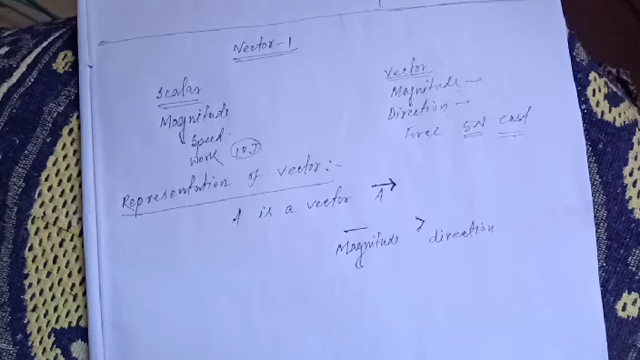 Vector-1
Scalar
Magnitude
Speed
Work 10J
Vector
Magnitude →
Direction →
Force 5N east
Representation of vector:-
A is a vector A→
— Magnitude > direction